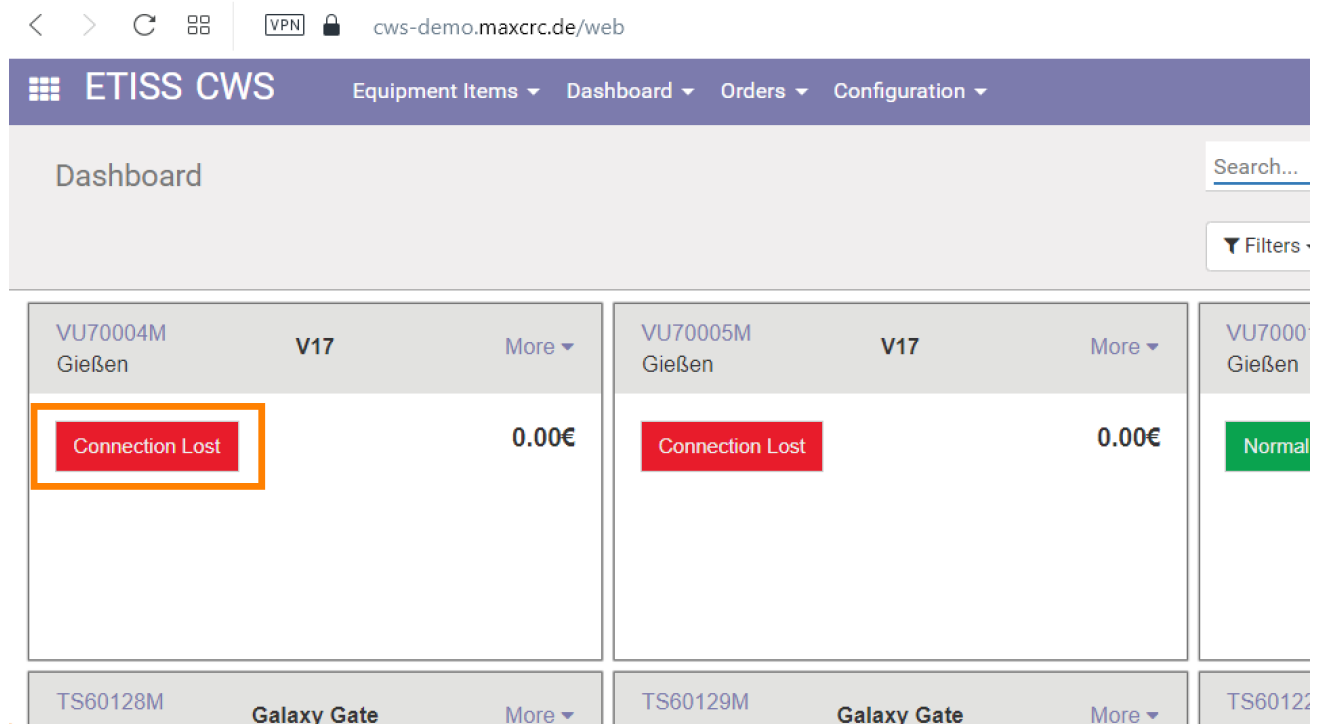 VPN cws-demo.maxcrc.de/web
ETISS CWS Equipment Items Dashboard Orders Configuration
Dashboard
Search...
Filters
VU70004M
Gießen
V17
More
VU70005M
Gießen
V17
More
Gießen
Connection Lost
0.00€
Connection Lost
0.00€
Normal
TS60128M
Galaxy Gate
More
TS60129M
Galaxy Gate
More